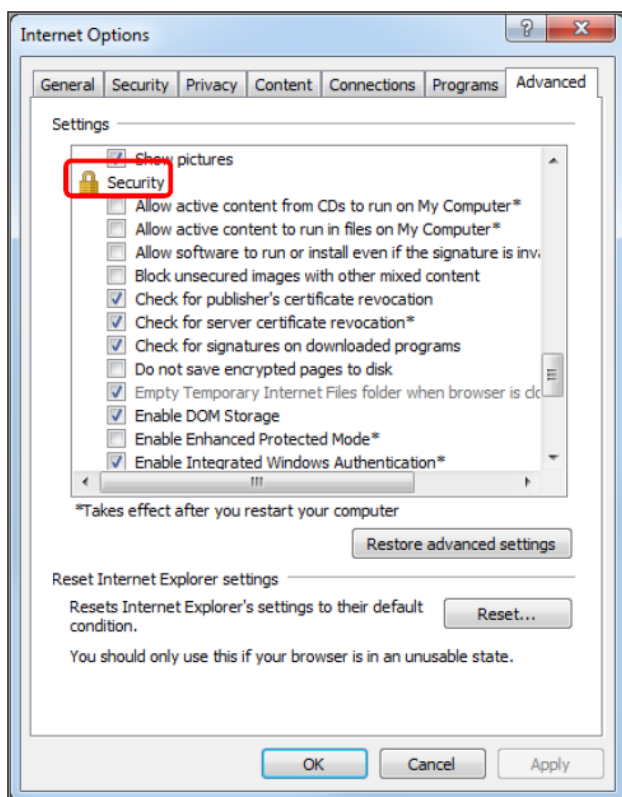 Internet Options
General Security Privacy Content Connections Programs Advanced
Settings
Show pictures
Security
Allow active content from CDs to run on My Computer*
Allow active content to run in files on My Computer*
Allow software to run or install even if the signature is
Block unsecured images with other mixed content
Check for publisher's certificate revocation
Check for server certificate revocation*
Check for signatures on downloaded programs
Do not save encrypted pages to disk
Empty Temporary Internet Files folder when browser is
Enable DOM Storage
Enable Enhanced Protected Mode*
Enable Integrated Windows Authentication*
*Takes effect after you restart your computer
Restore advanced settings
Reset Internet Explorer settings
Resets Internet Explorer's settings to their default
condition.
Reset...
You should only use this if your browser is in an unusable state.
OK Cancel Apply